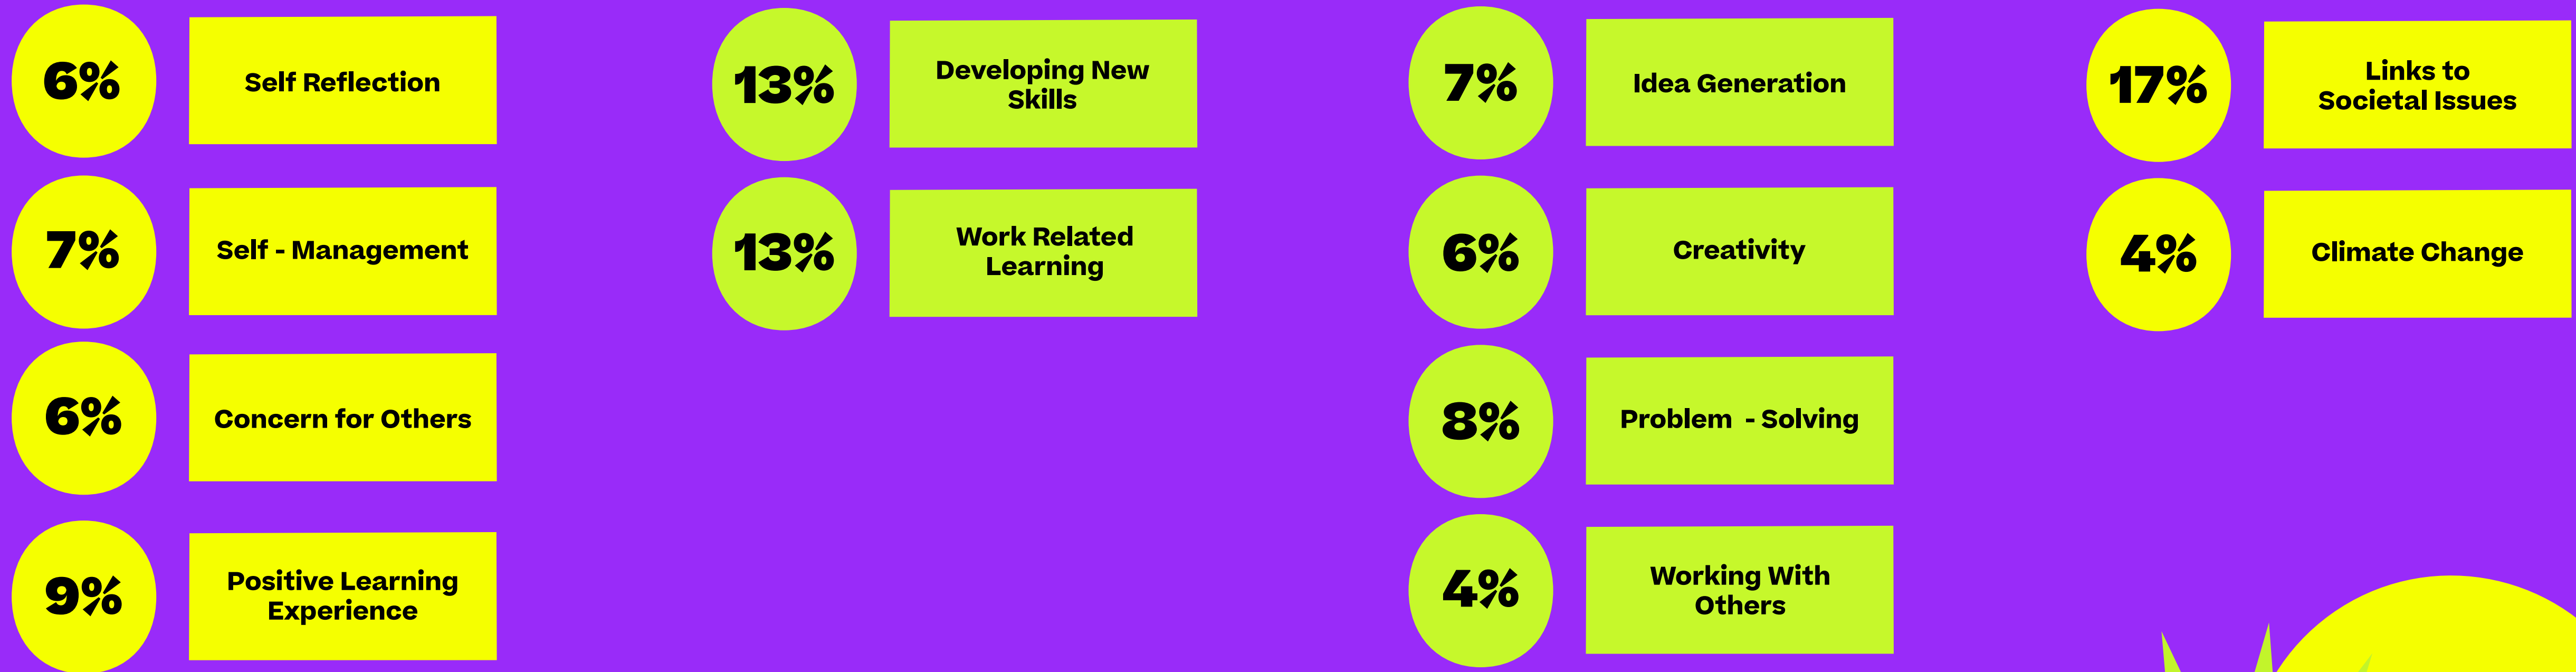 6%
Self Reflection
7%
Self - Management
6%
Concern for Others
9%
Positive Learning
Experience
13%
Developing New
Skills
13%
Work Related
Learning
7%
Idea Generation
6%
Creativity
8%
Problem  - Solving
4%
Working With
Others
17%
Links to
Societal Issues
4%
Climate Change